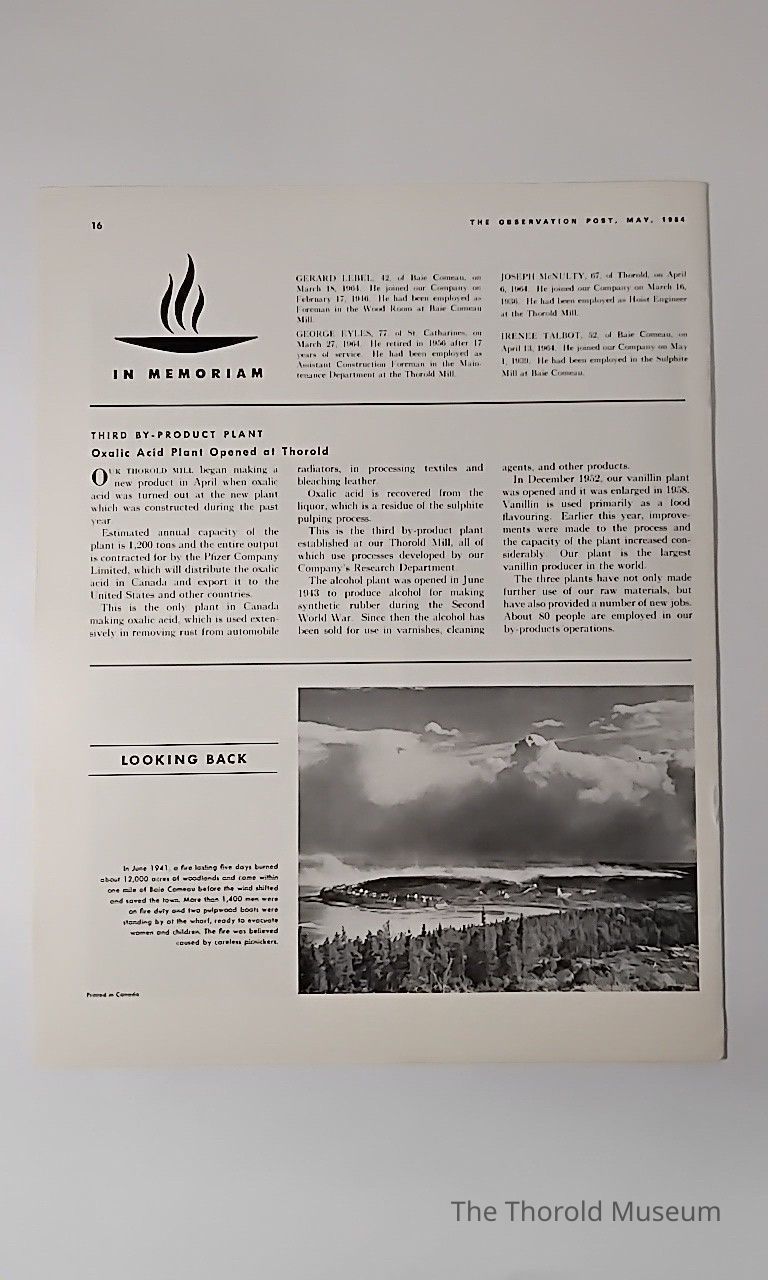 16
THE OBSERVATION POST, MAY, 1964
IN MEMORIAM
GERARD LEBEL, 42, of Baie Comeau, on
March 18, 1964. He joined our Company on
February 17, 1946. He had been employed as
Foreman in the Wood Room at Baie Comeau
Mill.
GEORGE EYLES, 77, of St. Catharines, on
March 27, 1964. He retired in 1956 after 17
years of service. He had been employed as
Assistant Construction Foreman in the Main-
tenance Department at the Thorold Mill.
JOSEPH McNULTY, 67, of Thorold, on April
6, 1964. He joined our Company on March 16,
1936. He had been employed as Hoist Engineer
at the Thorold Mill.
IRENEE TALBOT, 52, of Baie Comeau, on
April 13, 1964. He joined our Company on May
1, 1939. He had been employed in the Sulphite
Mill at Baie Comeau.
THIRD BY-PRODUCT PLANT
Oxalic Acid Plant Opened at Thorold
OUR THOROLD MILL began making a
new product in April when oxalic
acid was turned out at the new plant
which was constructed during the past
year.
Estimated annual capacity of the
plant is 1,200 tons and the entire output
is contracted for by the Pfizer Company
Limited, which will distribute the oxalic
acid in Canada and export it to the
United States and other countries.
This is the only plant in Canada
making oxalic acid, which is used exten-
sively in removing rust from automobile
radiators, in processing textiles and
bleaching leather.
Oxalic acid is recovered from the
liquor, which is a residue of the sulphite
pulping process.
This is the third by-product plant
established at our Thorold Mill, all of
which use processes developed by our
Company's Research Department.
The alcohol plant was opened in June
1943 to produce alcohol for making
synthetic rubber during the Second
World War. Since then the alcohol has
been sold for use in varnishes, cleaning
agents, and other products.
In December 1952, our vanillin plant
was opened and it was enlarged in 1958.
Vanillin is used primarily as a food
flavouring. Earlier this year, improve-
ments were made to the process and
the capacity of the plant increased con-
siderably. Our plant is the largest
vanillin producer in the world.
The three plants have not only made
further use of our raw materials, but
have also provided a number of new jobs.
About 80 people are employed in our
by-products operations.
LOOKING BACK
In June 1941, a fire lasting five days burned
about 12,000 acres of woodlands and came within
one mile of Baie Comeau before the wind shifted
and saved the town. More than 1,400 men were
on fire duty and two pulpwood boats were
standing by at the wharf, ready to evacuate
women and children. The fire was believed
caused by careless picnickers.
Printed in Canada
The Thorold Museum